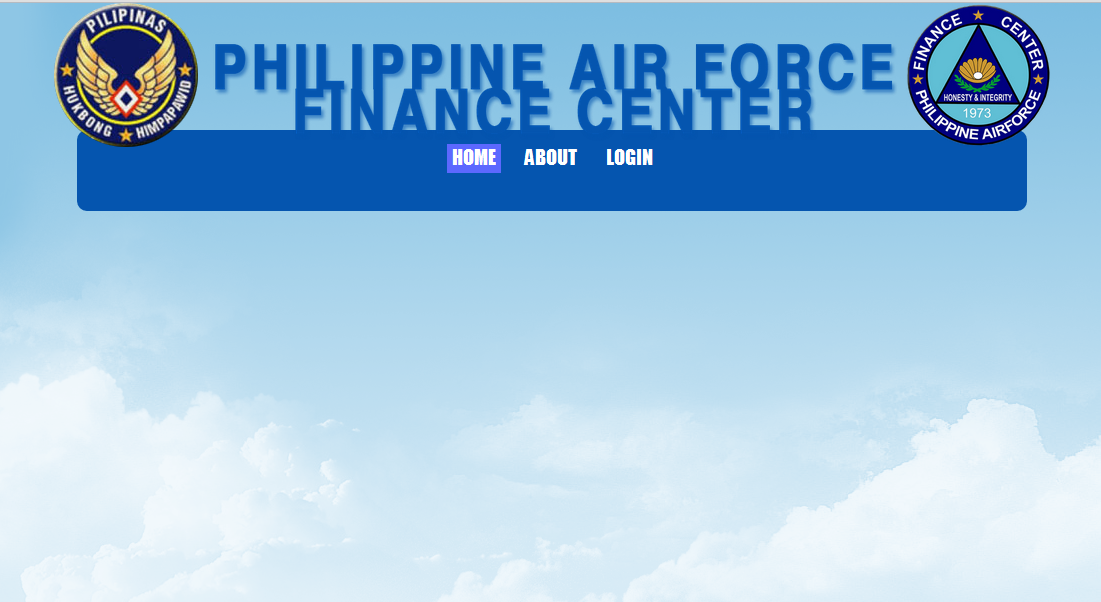 PILIPINAS
HUKBONG HIMPAPAWID
PHILIPPINE AIR FORCE
FINANCE CENTER
FINANCE CENTER
HONESTY & INTEGRITY
1973
PHILIPPINE AIRFORCE
HOME ABOUT LOGIN